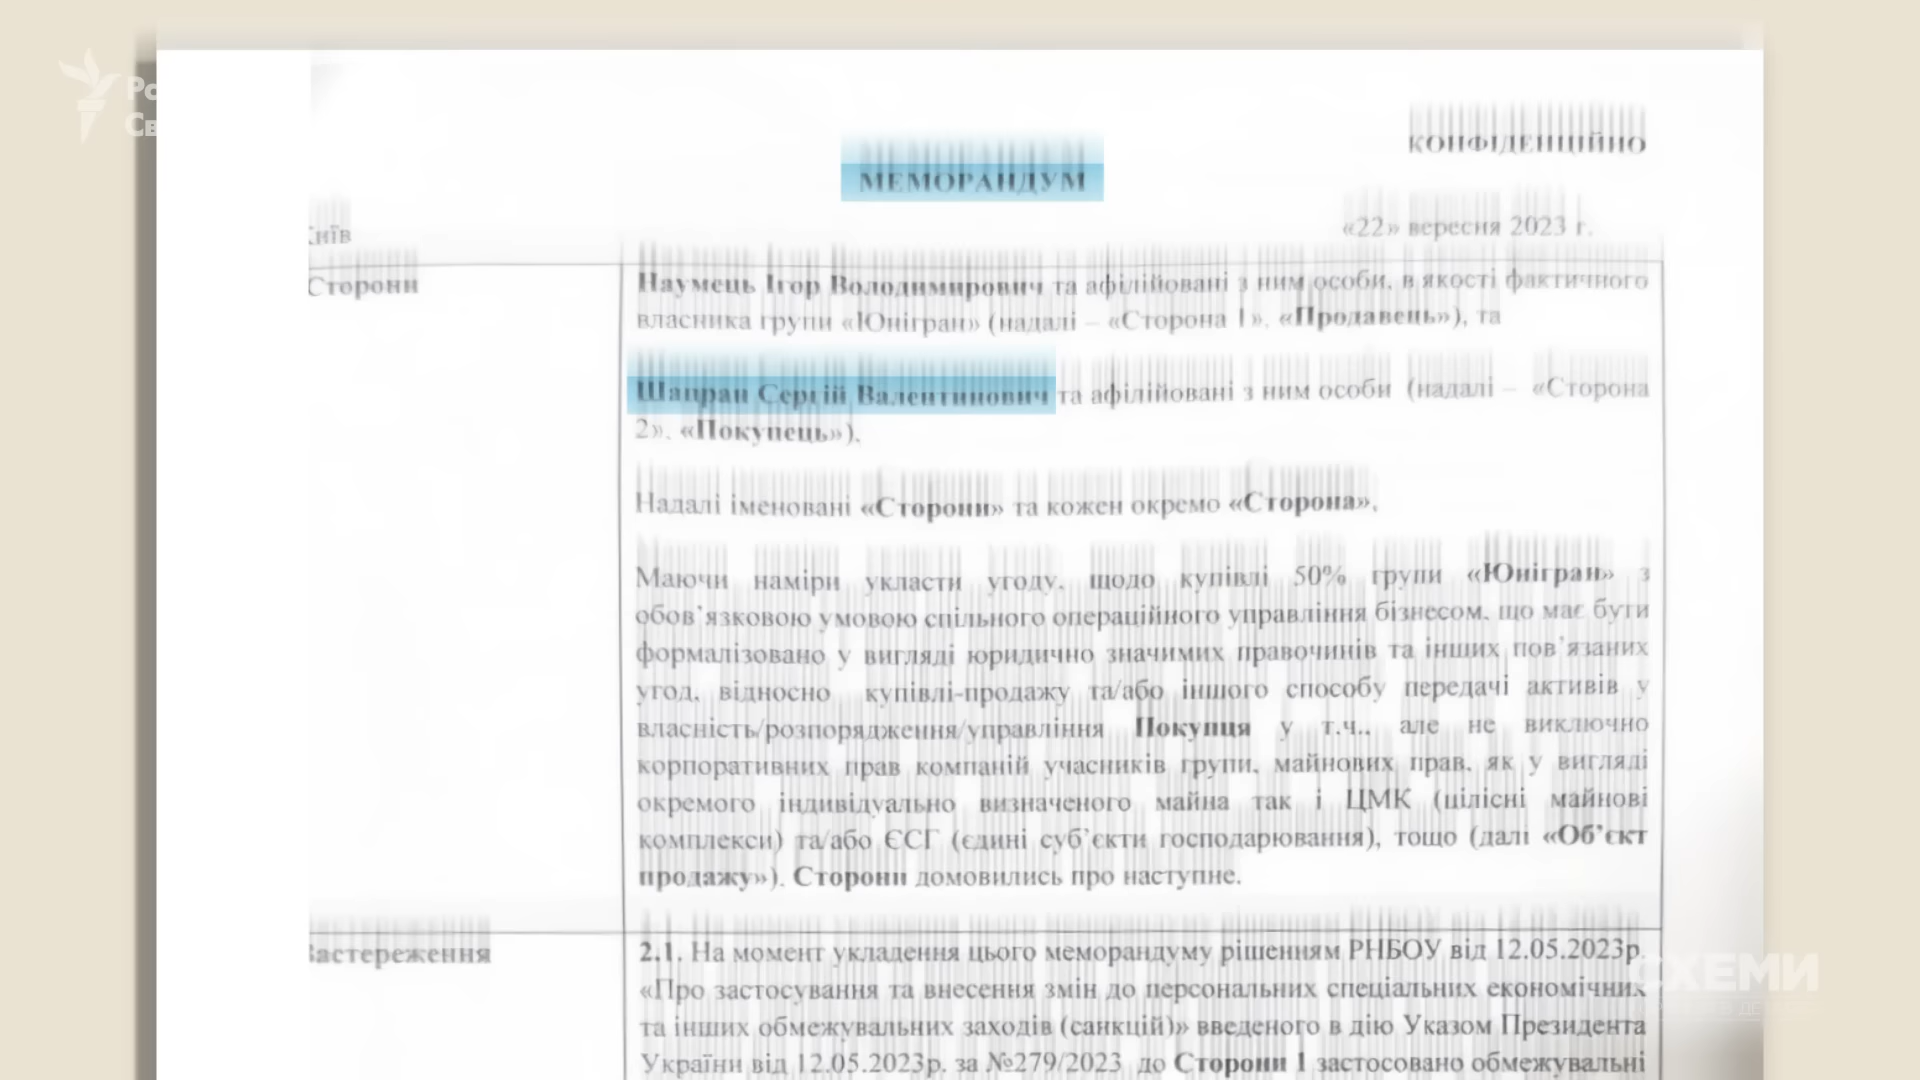 КОНФІДЕНЦІЙНО
МЕМОРАНДУМ
«22» вересня 2023 г.
Київ
Сторони
Наумець Ігор Володимирович та афілійовані з ним особи, в якості фактичного
власника групи «Юнігран» (надалі – «Сторона 1», «Продавець»), та
Шапран Сергій Валентинович та афілійовані з ним особи (надалі – «Сторона
2», «Покупець»),
Надалі іменовані «Сторони» та кожен окремо «Сторона»,
Маючи наміри укласти угоду, щодо купівлі 50% групи «Юнігран» з
обов’язковою умовою спільного операційного управління бізнесом, що має бути
формалізовано у вигляді юридично значимих правочинів та інших пов’язаних
угод, відносно купівлі-продажу та/або іншого способу передачі активів у
власність/розпорядження/управління Покупця у т.ч., але не виключно
корпоративних прав компаній учасників групи, майнових прав, як у вигляді
окремого індивідуально визначеного майна так і ЦМК (цілісні майнові
комплекси) та/або ЄСГ (єдині суб’єкти господарювання), тощо (далі «Об’єкт
продажу»). Сторони домовились про наступне.
Застереження
2.1. На момент укладення цього меморандуму рішенням РНБОУ від 12.05.2023р.
«Про застосування та внесення змін до персональних спеціальних економічних
та інших обмежувальних заходів (санкцій)» введеного в дію Указом Президента
України від 12.05.2023р. за №279/2023 до Сторони 1 застосовано обмежувальні
СХЕМИ